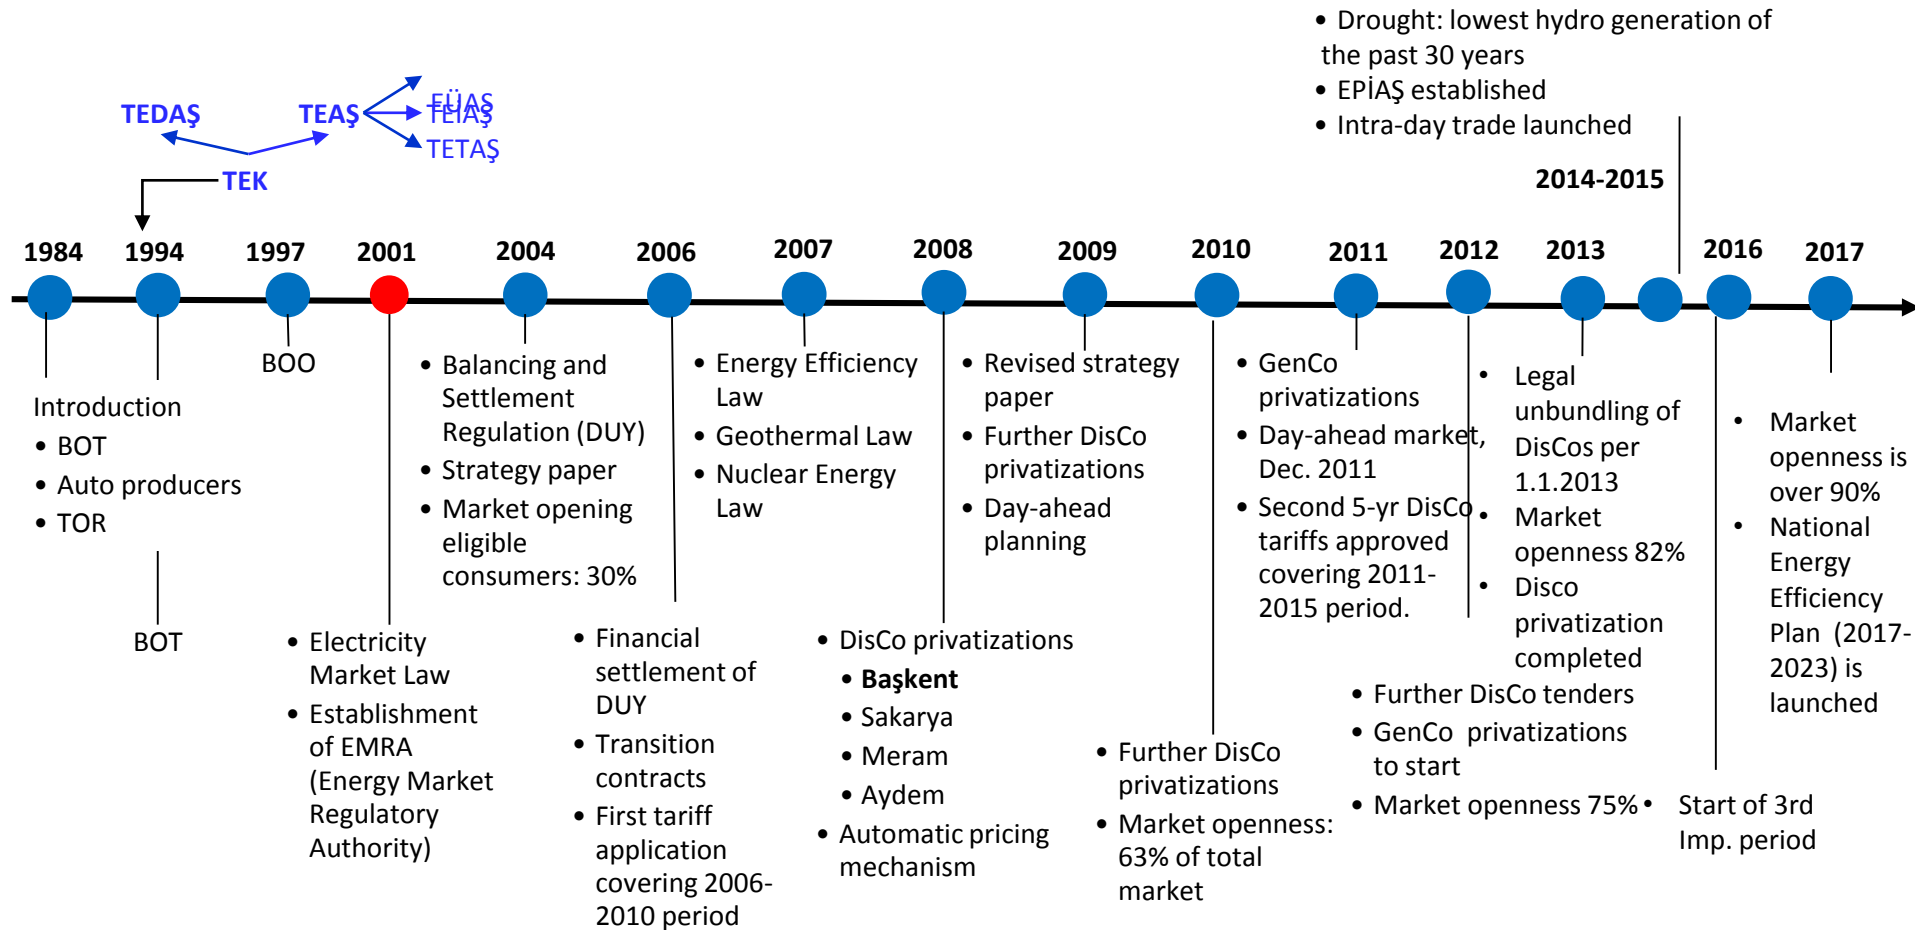 • Drought: lowest hydro generation of
the past 30 years
• EPİAŞ established
• Intra-day trade launched
2014-2015
TEDAŞ
TEAŞ
EÜAŞ
TEİAŞ
TETAŞ
TEK
1984
1994
1997
2001
2004
2006
2007
2008
2009
2010
2011
2012
2013
2016
2017
Introduction
• BOT
• Auto producers
• TOR
BOT
BOO
• Electricity
Market Law
• Establishment
of EMRA
(Energy Market
Regulatory
Authority)
• Balancing and
Settlement
Regulation (DUY)
• Strategy paper
• Market opening
eligible
consumers: 30%
• Financial
settlement of
DUY
• Transition
contracts
• First tariff
application
covering 2006-
2010 period
• Energy Efficiency
Law
• Geothermal Law
• Nuclear Energy
Law
• DisCo privatizations
• Başkent
• Sakarya
• Meram
• Aydem
• Automatic pricing
mechanism
• Revised strategy
paper
• Further DisCo
privatizations
• Day-ahead
planning
• Further DisCo
privatizations
• Market openness:
63% of total
market
• GenCo
privatizations
• Day-ahead market,
Dec. 2011
• Second 5-yr DisCo
tariffs approved
covering 2011-
2015 period.
• Further DisCo tenders
• GenCo privatizations
to start
• Market openness 75%
• Legal
unbundling of
DisCos per
1.1.2013
• Market
openness 82%
• Disco
privatization
completed
• Start of 3rd
Imp. period
• Market
openness is
over 90%
• National
Energy
Efficiency
Plan (2017-
2023) is
launched